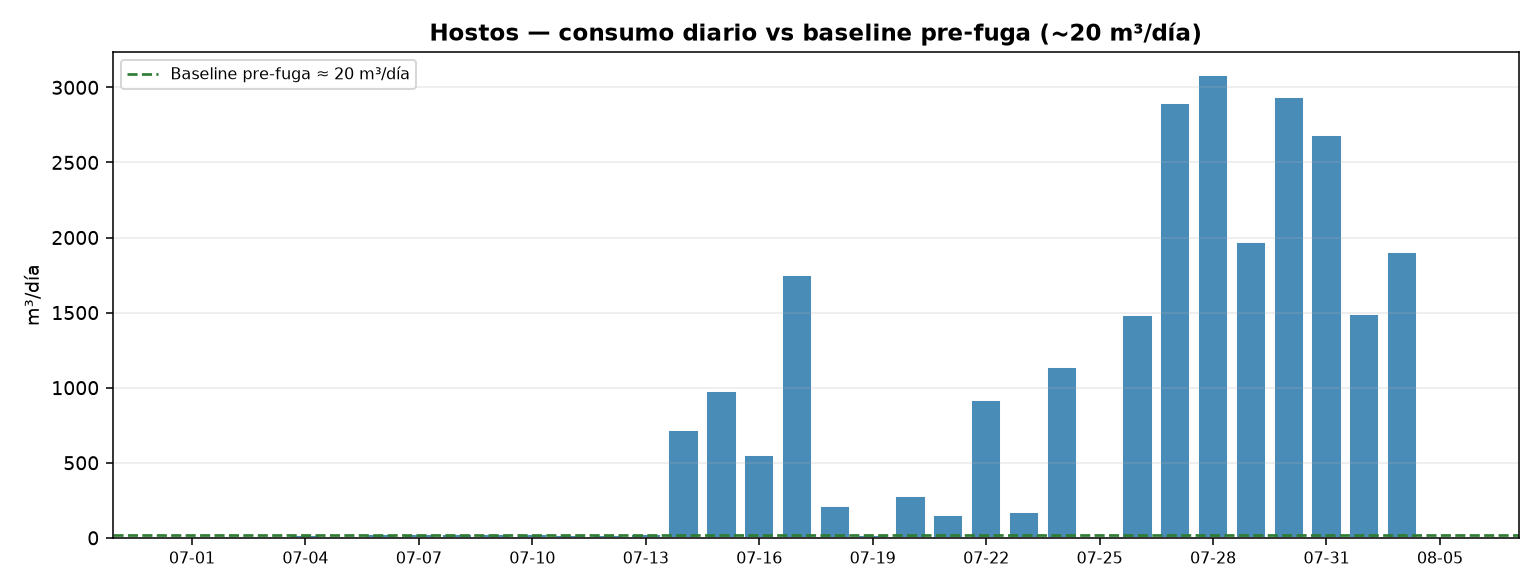 Hostos — consumo diario vs baseline pre-fuga (~20 m³/día)
Baseline pre-fuga ≈ 20 m³/día
m³/día
3000
2500
2000
1500
1000
500
0
07-01 07-04 07-07 07-10 07-13 07-16 07-19 07-22 07-25 07-28 07-31 08-05